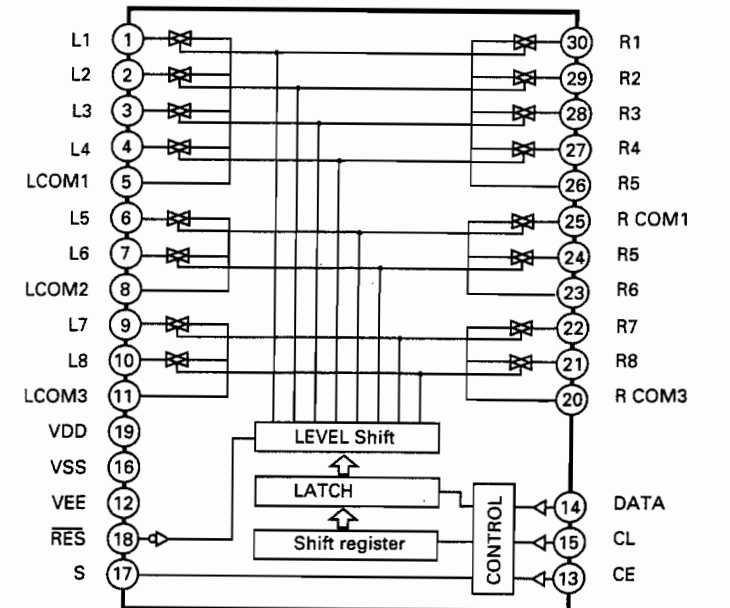 L1 1 30 R1
L2 2 29 R2
L3 3 28 R3
L4 4 27 R4
LCOM1 5 26 R5
L5 6 25 R COM1
L6 7 24 R5
LCOM2 8 23 R6
L7 9 22 R7
L8 10 21 R8
LCOM3 11 20 R COM3
VDD 19 LEVEL Shift
VSS 16
LATCH
VEE 12 14 DATA
RES 18 Shift register CONTROL 15 CL
S 17 13 CE